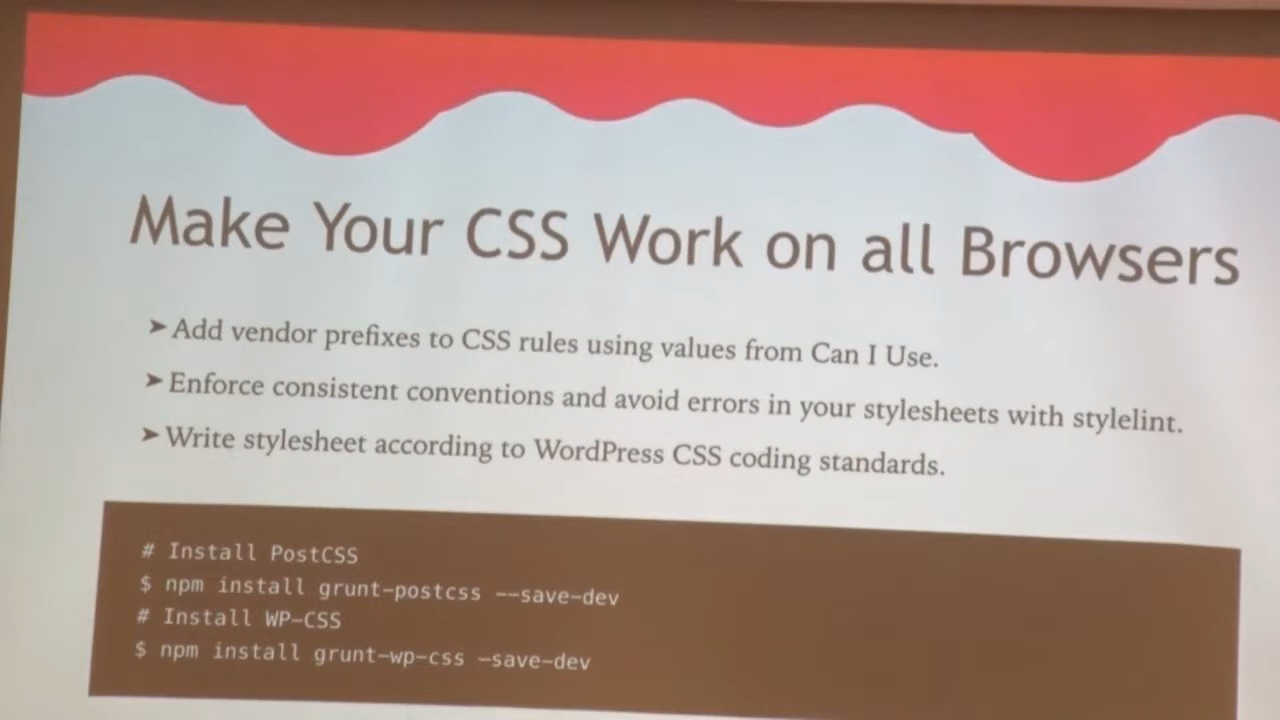 Make Your CSS Work on all Browsers
➤ Add vendor prefixes to CSS rules using values from Can I Use.
➤ Enforce consistent conventions and avoid errors in your stylesheets with stylelint.
➤ Write stylesheet according to WordPress CSS coding standards.
# Install PostCSS
$ npm install grunt-postcss --save-dev
# Install WP-CSS
$ npm install grunt-wp-css –save-dev